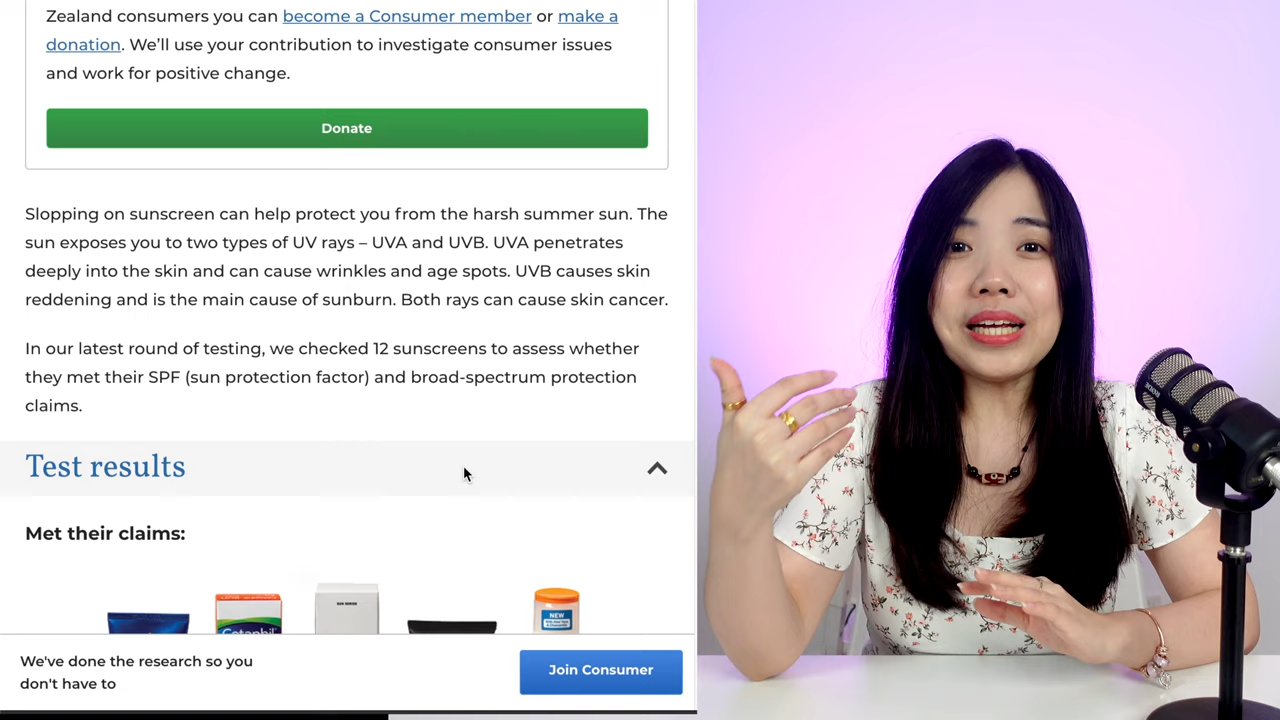 Zealand consumers you can become a Consumer member or make a
donation. We'll use your contribution to investigate consumer issues
and work for positive change.
Donate
Slopping on sunscreen can help protect you from the harsh summer sun. The
sun exposes you to two types of UV rays – UVA and UVB. UVA penetrates
deeply into the skin and can cause wrinkles and age spots. UVB causes skin
reddening and is the main cause of sunburn. Both rays can cause skin cancer.
In our latest round of testing, we checked 12 sunscreens to assess whether
they met their SPF (sun protection factor) and broad-spectrum protection
claims.
Test results
Met their claims:
SUN SERIES
NEW
Cetaphil
We've done the research so you
don't have to
Join Consumer
RODE